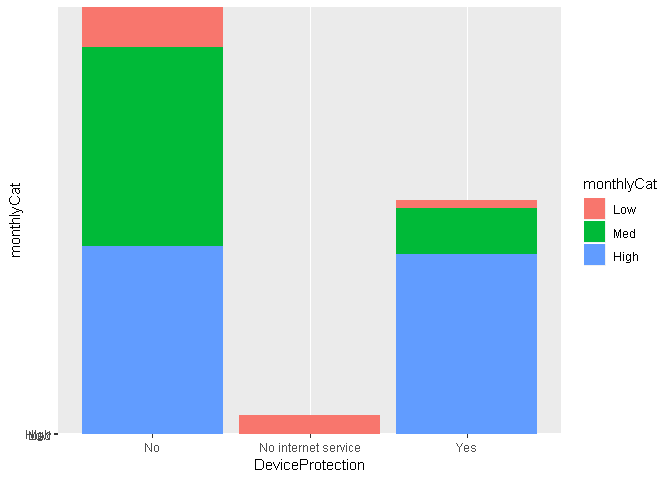 monthlyCat
No
No internet service
Yes
DeviceProtection
monthlyCat
Low
Med
High